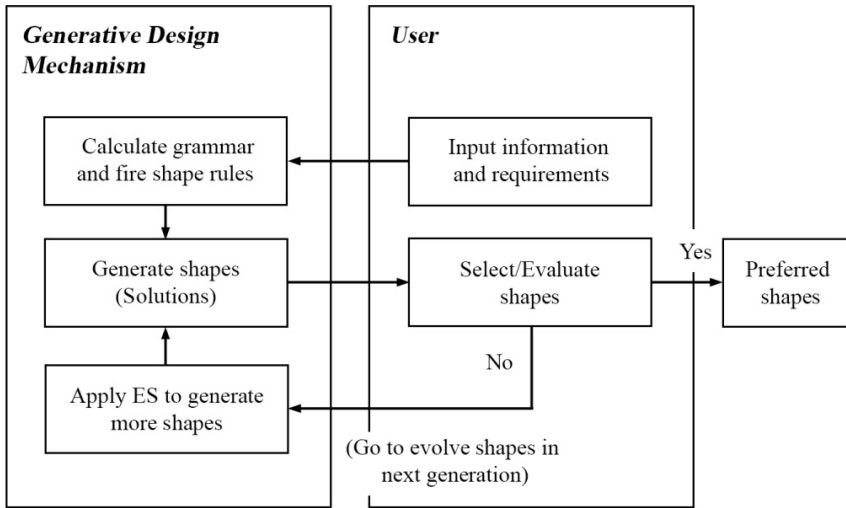 Generative Design
Mechanism
User
Calculate grammar
and fire shape rules
Input information
and requirements
Generate shapes
(Solutions)
Select/Evaluate
shapes
Yes
Preferred
shapes
No
Apply ES to generate
more shapes
(Go to evolve shapes in
next generation)